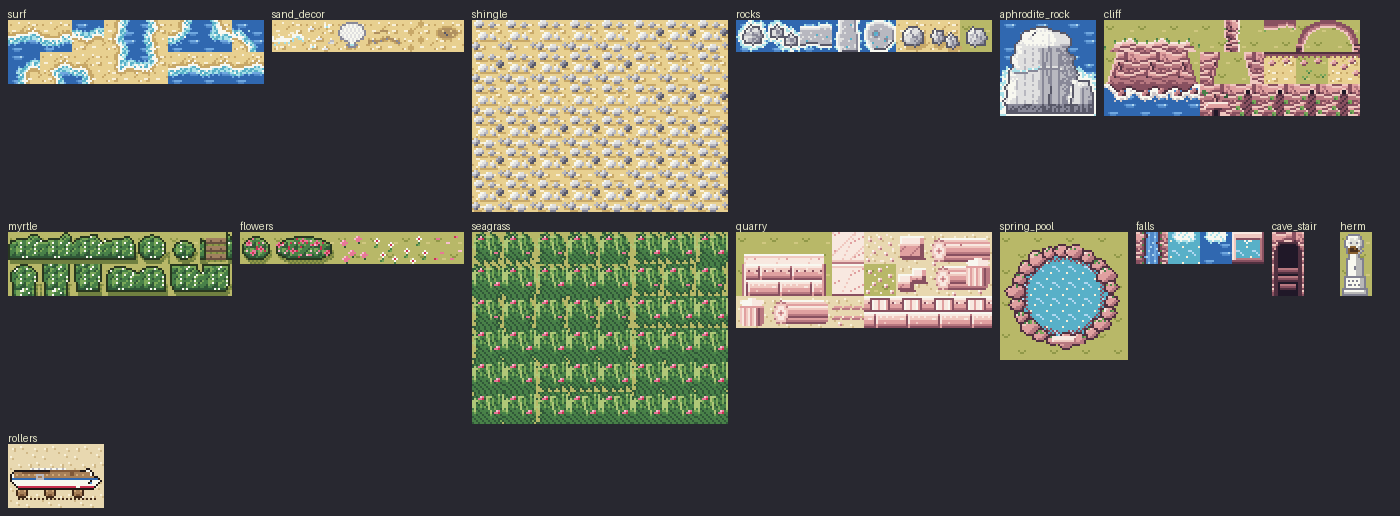 surf
sand_decor
shingle
rocks
aphrodite_rock
cliff
myrtle
flowers
seagrass
quarry
spring_pool
falls
cave_stair
herm
rollers